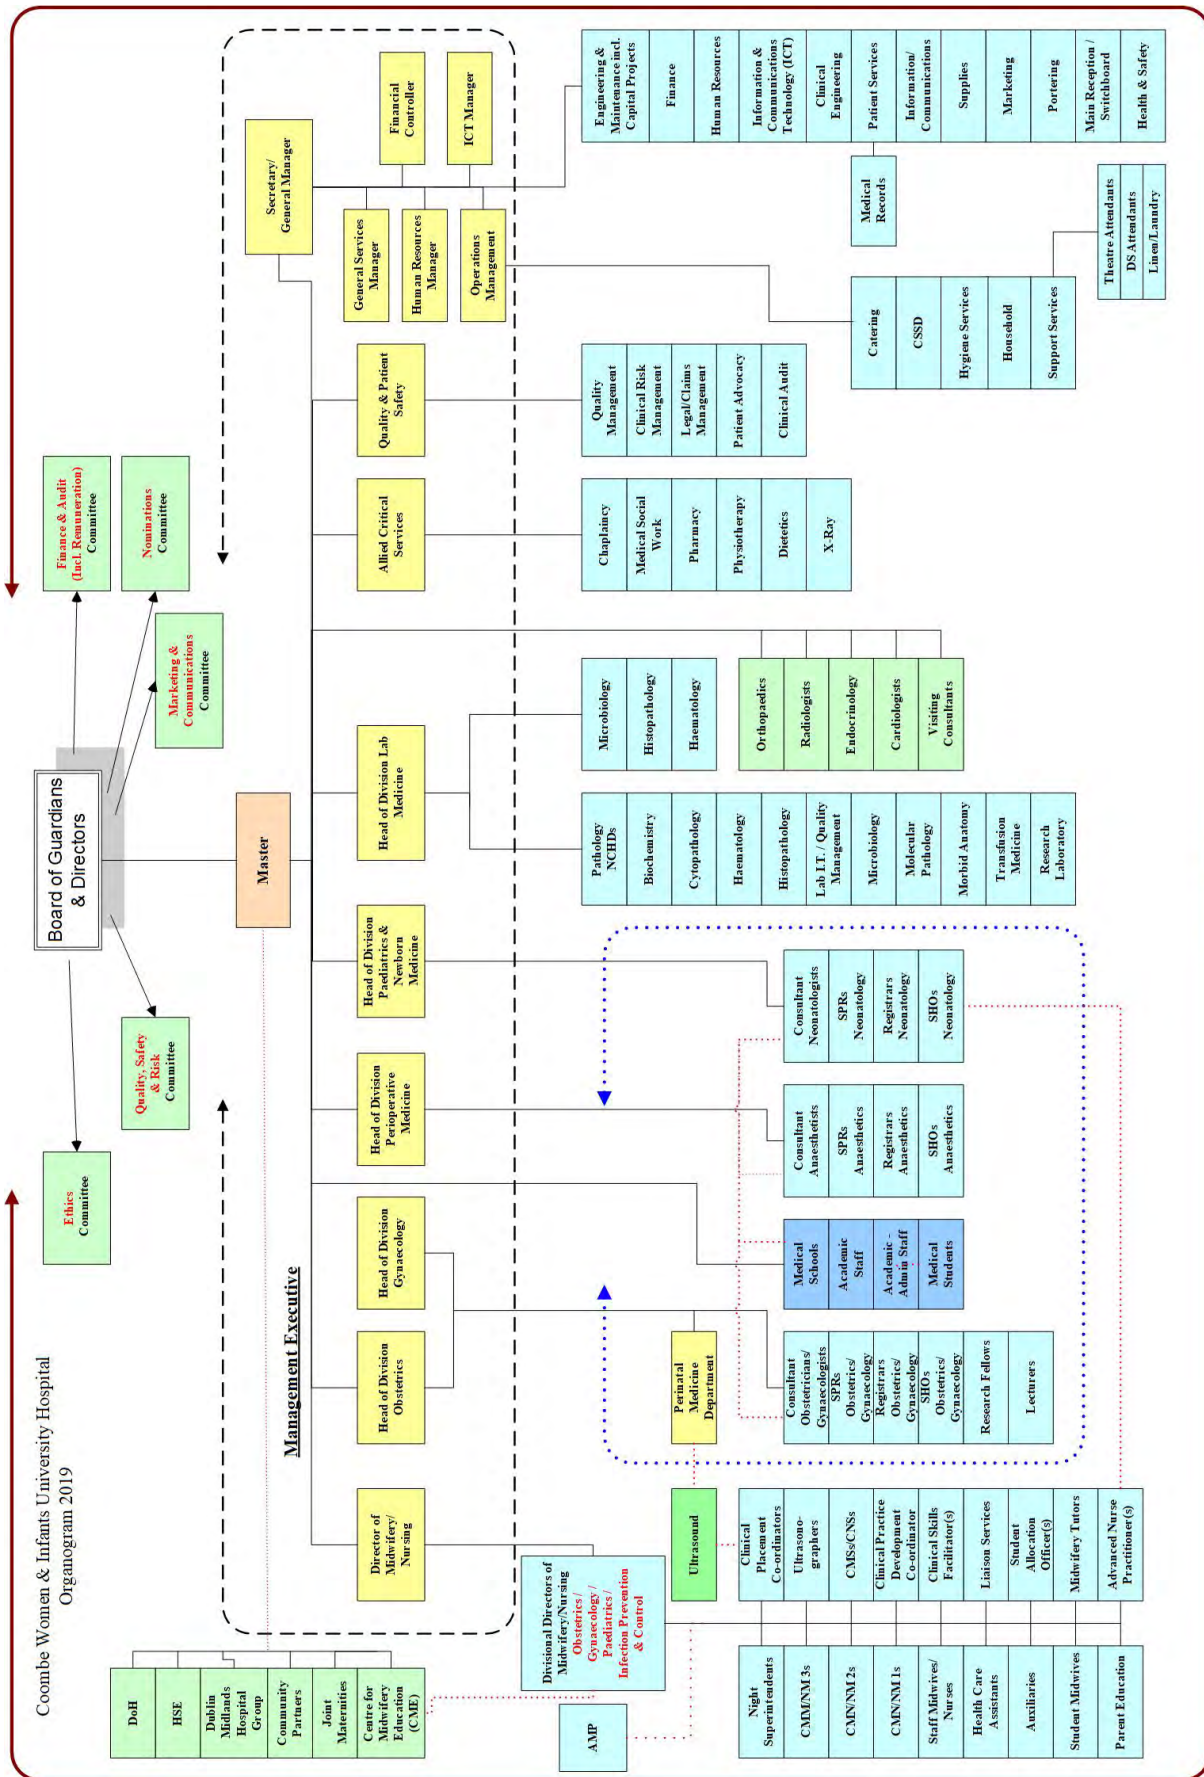 Coombe Women & Infants University Hospital
Organogram 2019
Board of Guardians
& Directors
Ethics
Committee
Quality, Safety
& Risk
Committee
Marketing &
Communications
Committee
Finance & Audit
(Incl. Remuneration)
Committee
Nominations
Committee
Master
DoH
HSE
Dublin
Midlands
Hospital
Group
Community
Partners
Joint
Maternities
Centre for
Midwifery
Education
(CME)
Management Executive
Secretary/
General Manager
Director of
Midwifery/
Nursing
Head of Division
Obstetrics
Head of Division
Gynaecology
Head of Division
Perioperative
Medicine
Head of Division
Paediatrics &
Newborn
Medicine
Head of Division Lab
Medicine
Allied Critical
Services
Quality & Patient
Safety
General Services
Manager
Human Resources
Manager
Operations
Management
Financial
Controller
ICT Manager
AMP
Divisional Directors of
Midwifery/Nursing
Obstetrics /
Gynaecology /
Paediatrics /
Infection Prevention
& Control
Ultrasound
Perinatal
Medicine
Department
Night
Superintendents
CMM/NM 3s
CMN/NM 2s
CMN/NM 1s
Staff Midwives/
Nurses
Health Care
Assistants
Auxiliaries
Student Midwives
Parent Education
Clinical
Placement
Co-ordinators
Ultrasono-
graphers
CMSs/CNSs
Clinical Practice
Development
Co-ordinator
Clinical Skills
Facilitator(s)
Liaison Services
Student
Allocation
Officer(s)
Midwifery Tutors
Advanced Nurse
Practitioner(s)
Consultant
Obstetricians/
Gynaecologists
SPRs
Obstetrics/
Gynaecology
Registrars
Obstetrics/
Gynaecology
SHOs
Obstetrics/
Gynaecology
Research Fellows
Lecturers
Medical
Schools
Academic
Staff
Academic -
Admin Staff
Medical
Students
Consultant
Anaesthetists
SPRs
Anaesthetics
Registrars
Anaesthetics
SHOs
Anaesthetics
Consultant
Neonatologists
SPRs
Neonatology
Registrars
Neonatology
SHOs
Neonatology
Pathology
NCHDs
Biochemistry
Cytopathology
Haematology
Histopathology
Lab I.T. / Quality
Management
Microbiology
Molecular
Pathology
Morbid Anatomy
Transfusion
Medicine
Research
Laboratory
Microbiology
Histopathology
Haematology
Orthopaedics
Radiologists
Endocrinology
Cardiologists
Visiting
Consultants
Chaplaincy
Medical Social
Work
Pharmacy
Physiotherapy
Dietetics
X-Ray
Quality
Management
Clinical Risk
Management
Legal/Claims
Management
Patient Advocacy
Clinical Audit
Catering
CSSD
Hygiene Services
Household
Support Services
Theatre Attendants
DS Attendants
Linen/Laundry
Medical
Records
Engineering &
Maintenance incl.
Capital Projects
Finance
Human Resources
Information &
Communications
Technology (ICT)
Clinical
Engineering
Patient Services
Information/
Communications
Supplies
Marketing
Portering
Main Reception /
Switchboard
Health & Safety